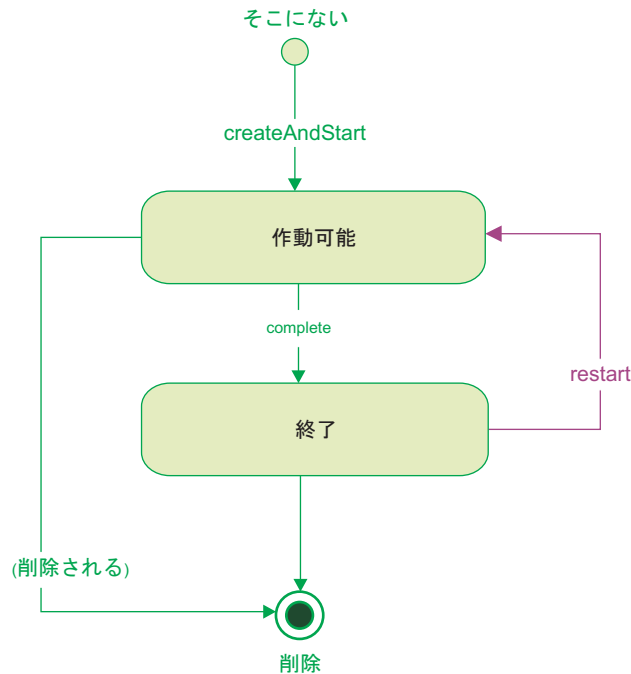 そこにない
createAndStart
作動可能
complete
restart
終了
(削除される)
削除